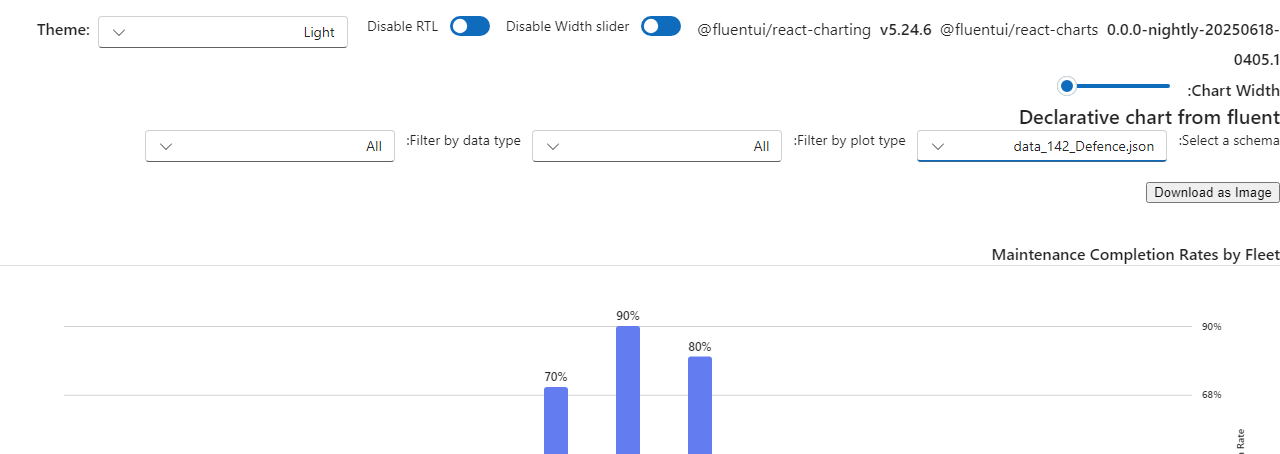 Theme: Light Disable RTL Disable Width slider @fluentui/react-charting v5.24.6 @fluentui/react-charts 0.0.0-nightly-20250618-
0405.1
:Chart Width
Declarative chart from fluent
:Select a schema data_142_Defence.json :Filter by plot type All :Filter by data type All
Download as Image
Maintenance Completion Rates by Fleet
90%
90%
80%
70%
68%
Rate